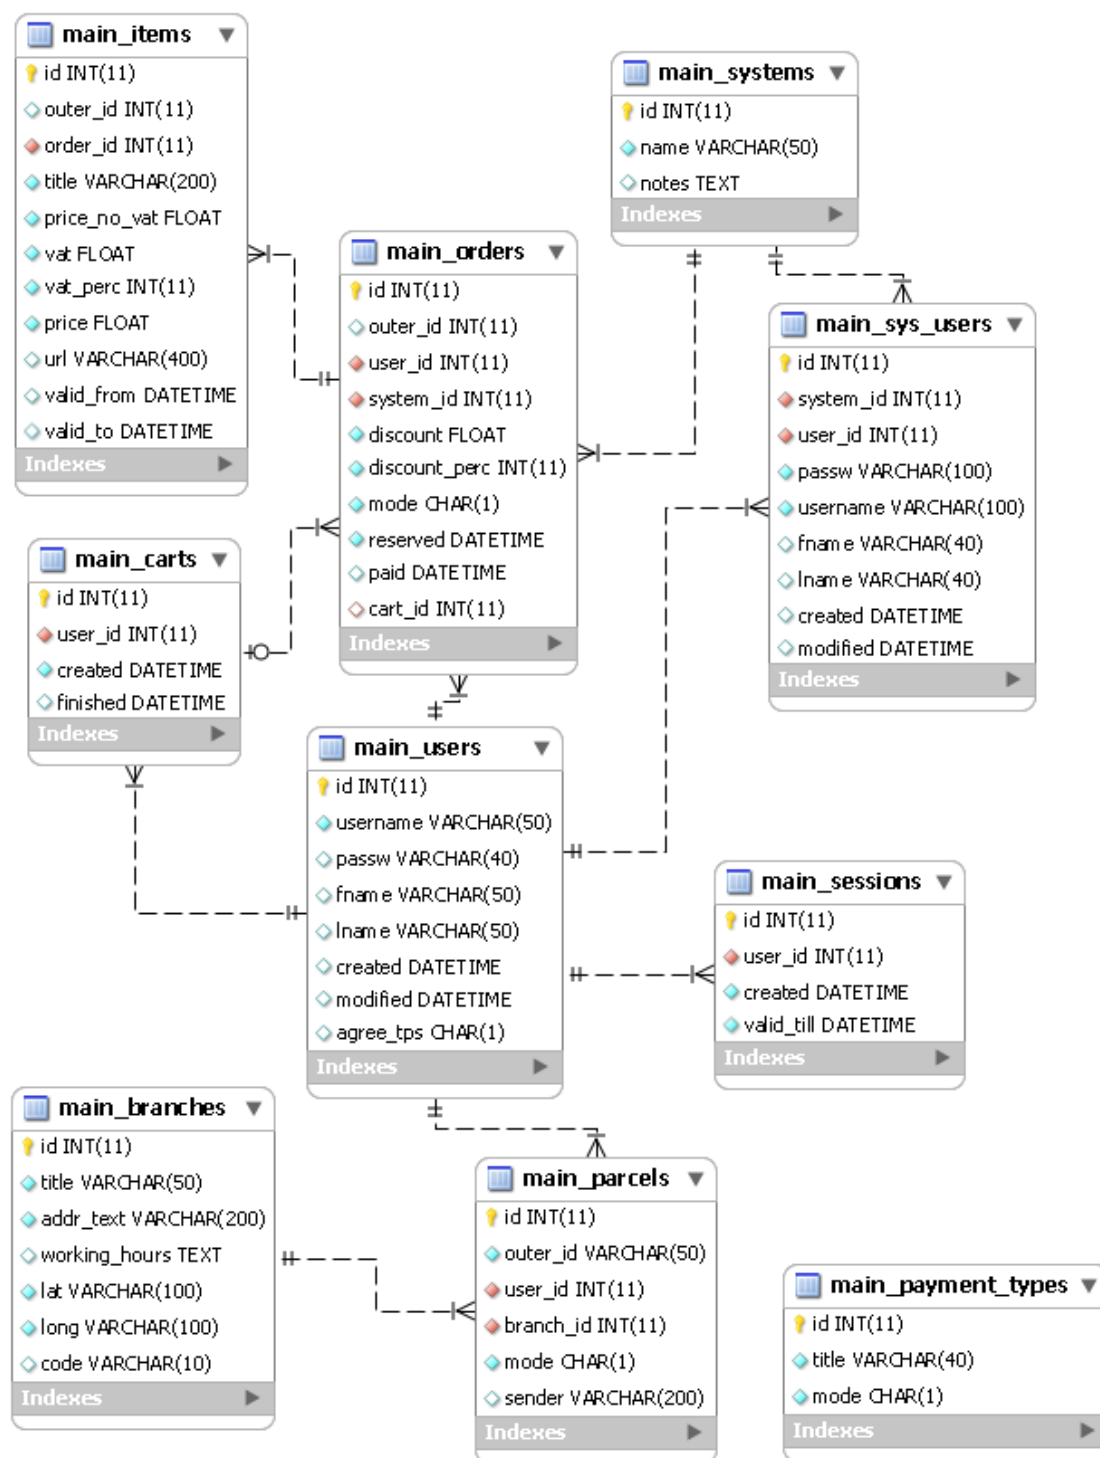 main_items
id INT(11)
outer_id INT(11)
order_id INT(11)
title VARCHAR(200)
price_no_vat FLOAT
vat FLOAT
vat_perc INT(11)
price FLOAT
url VARCHAR(400)
valid_from DATETIME
valid_to DATETIME
Indexes
main_systems
id INT(11)
name VARCHAR(50)
notes TEXT
Indexes
main_orders
id INT(11)
outer_id INT(11)
user_id INT(11)
system_id INT(11)
discount FLOAT
discount_perc INT(11)
mode CHAR(1)
reserved DATETIME
paid DATETIME
cart_id INT(11)
Indexes
main_sys_users
id INT(11)
system_id INT(11)
user_id INT(11)
passw VARCHAR(100)
username VARCHAR(100)
fname VARCHAR(40)
lname VARCHAR(40)
created DATETIME
modified DATETIME
Indexes
main_carts
id INT(11)
user_id INT(11)
created DATETIME
finished DATETIME
Indexes
main_users
id INT(11)
username VARCHAR(50)
passw VARCHAR(40)
fname VARCHAR(50)
lname VARCHAR(50)
created DATETIME
modified DATETIME
agree_tps CHAR(1)
Indexes
main_sessions
id INT(11)
user_id INT(11)
created DATETIME
valid_till DATETIME
Indexes
main_branches
id INT(11)
title VARCHAR(50)
addr_text VARCHAR(200)
working_hours TEXT
lat VARCHAR(100)
long VARCHAR(100)
code VARCHAR(10)
Indexes
main_parcels
id INT(11)
outer_id VARCHAR(50)
user_id INT(11)
branch_id INT(11)
mode CHAR(1)
sender VARCHAR(200)
Indexes
main_payment_types
id INT(11)
title VARCHAR(40)
mode CHAR(1)
Indexes